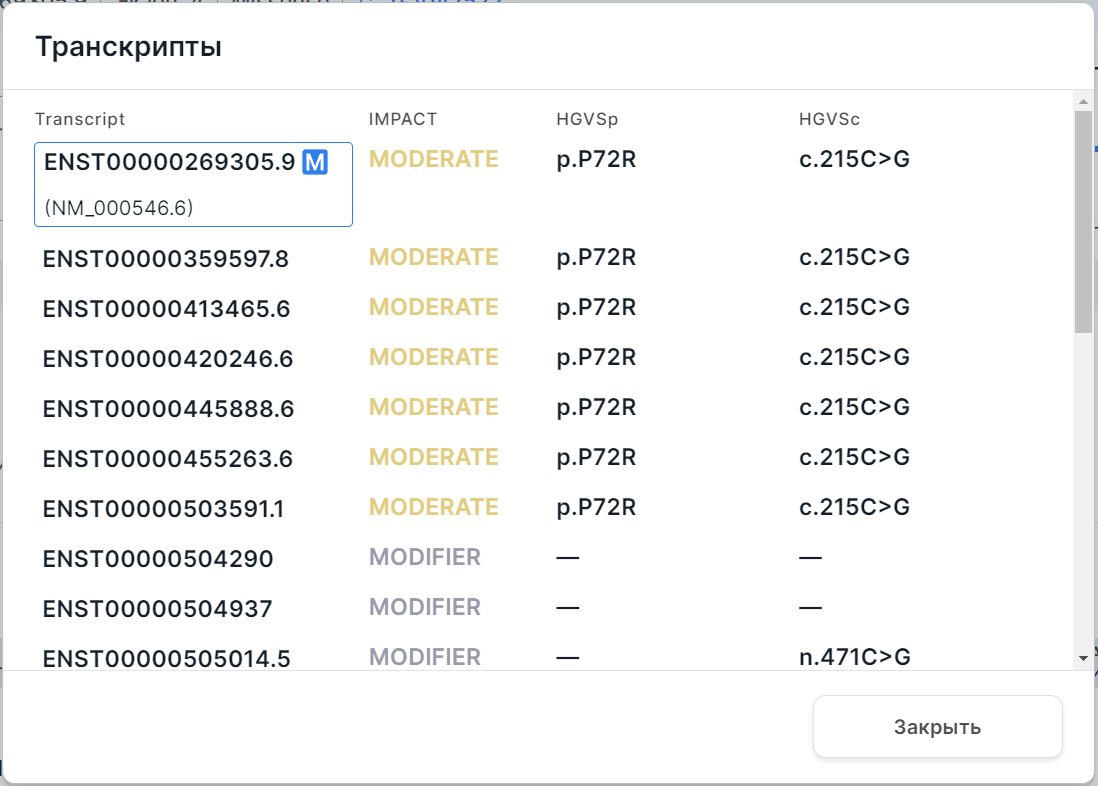 Транскрипты
Transcript IMPACT HGVSp HGVSc
ENST00000269305.9 M MODERATE p.P72R c.215C>G
(NM_000546.6)
ENST00000359597.8 MODERATE p.P72R c.215C>G
ENST00000413465.6 MODERATE p.P72R c.215C>G
ENST00000420246.6 MODERATE p.P72R c.215C>G
ENST00000445888.6 MODERATE p.P72R c.215C>G
ENST00000455263.6 MODERATE p.P72R c.215C>G
ENST00000503591.1 MODERATE p.P72R c.215C>G
ENST00000504290 MODIFIER — —
ENST00000504937 MODIFIER — —
ENST00000505014.5 MODIFIER — n.471C>G
Закрыть